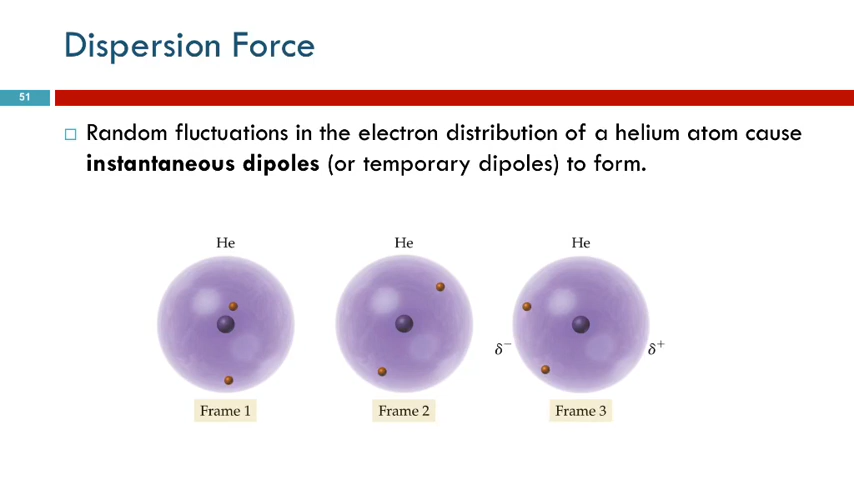 Dispersion Force
51
□ Random fluctuations in the electron distribution of a helium atom cause
instantaneous dipoles (or temporary dipoles) to form.
He He He
δ⁻ δ⁺
Frame 1 Frame 2 Frame 3